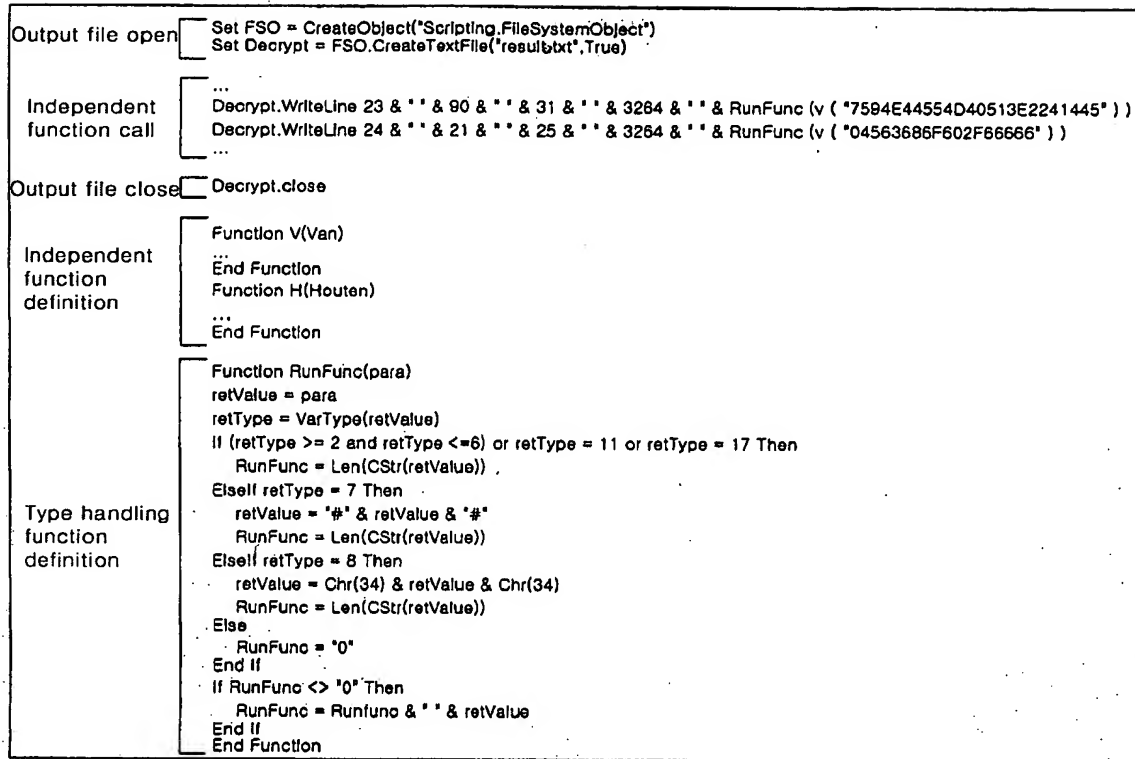 Output file open
Set FSO = CreateObject("Scripting.FileSystemObject")
Set Decrypt = FSO.CreateTextFile("result.txt",True)
Independent
function call
...
Decrypt.WriteLine 23 & " " & 90 & " " & 31 & " " & 3264 & " " & RunFunc (v ( "7594E44554D40513E2241445" ) )
Decrypt.WriteLine 24 & " " & 21 & " " & 25 & " " & 3264 & " " & RunFunc (v ( "04563686F602F66666" ) )
...
Output file close
Decrypt.close
Independent
function
definition
Function V(Van)
...
End Function
Function H(Houten)
...
End Function
Type handling
function
definition
Function RunFunc(para)
retValue = para
retType = VarType(retValue)
If (retType >= 2 and retType <=6) or retType = 11 or retType = 17 Then
RunFunc = Len(CStr(retValue))
ElseIf retType = 7 Then
retValue = "#" & retValue & "#"
RunFunc = Len(CStr(retValue))
ElseIf retType = 8 Then
retValue = Chr(34) & retValue & Chr(34)
RunFunc = Len(CStr(retValue))
Else
RunFunc = "0"
End If
If RunFunc <> "0" Then
RunFunc = Runfunc & " " & retValue
End If
End Function